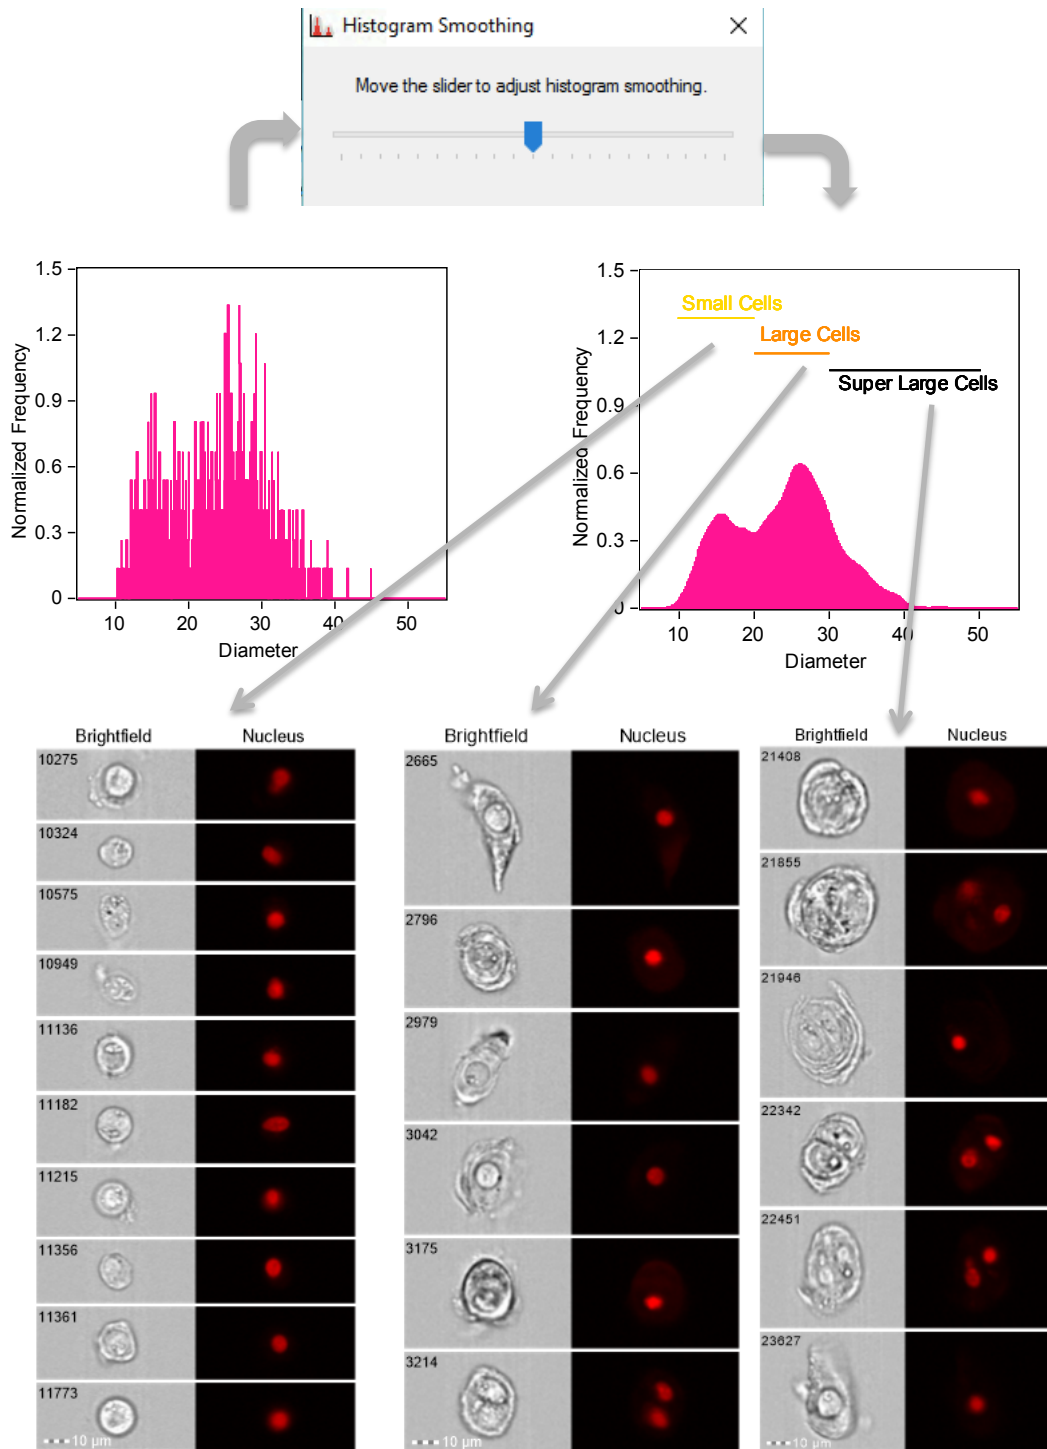 Histogram Smoothing
Move the slider to adjust histogram smoothing.
1.5
1.2
0.9
0.6
0.3
0
Normalized Frequency
10 20 30 40 50
Diameter
1.5
1.2
0.9
0.6
0.3
0
Normalized Frequency
Small Cells
Large Cells
Super Large Cells
10 20 30 40 50
Diameter
Brightfield Nucleus
10275
10324
10575
10949
11136
11182
11215
11356
11361
11773
10 µm
Brightfield Nucleus
2665
2796
2979
3042
3175
3214
10 µm
Brightfield Nucleus
21408
21855
21946
22342
22451
23627
10 µm